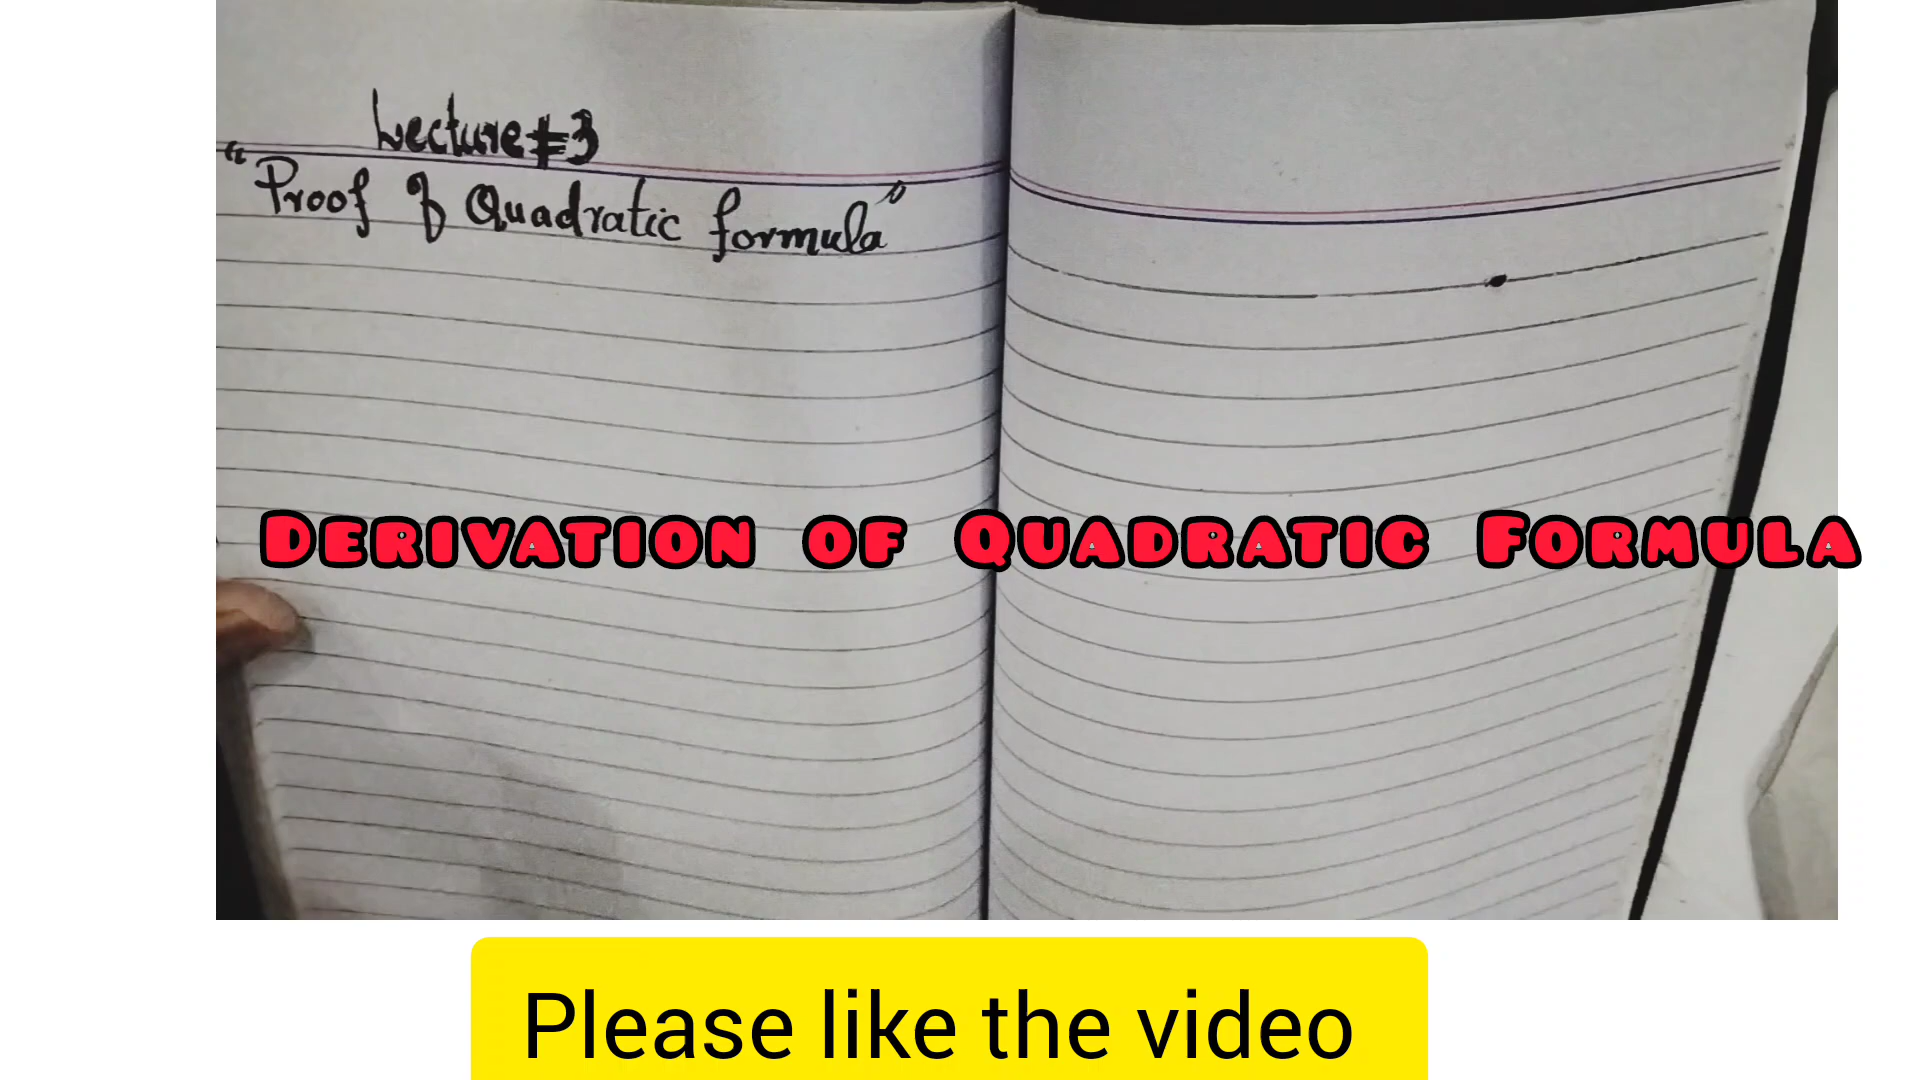 Lecture #3
"Proof of Quadratic formula"
Derivation of Quadratic Formula
Please like the video